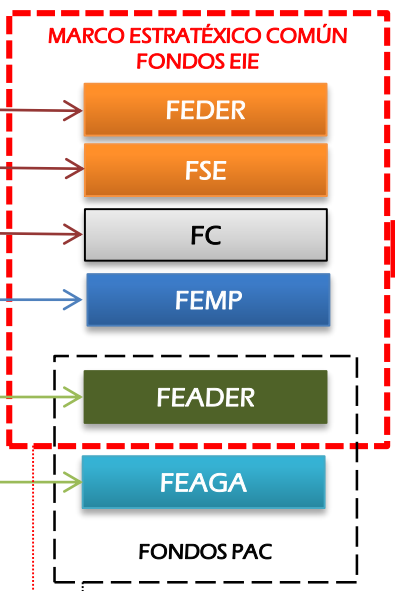 MARCO ESTRATÉXICO COMÚN
FONDOS EIE
FEDER
FSE
FC
FEMP
FEADER
FEAGA
FONDOS PAC